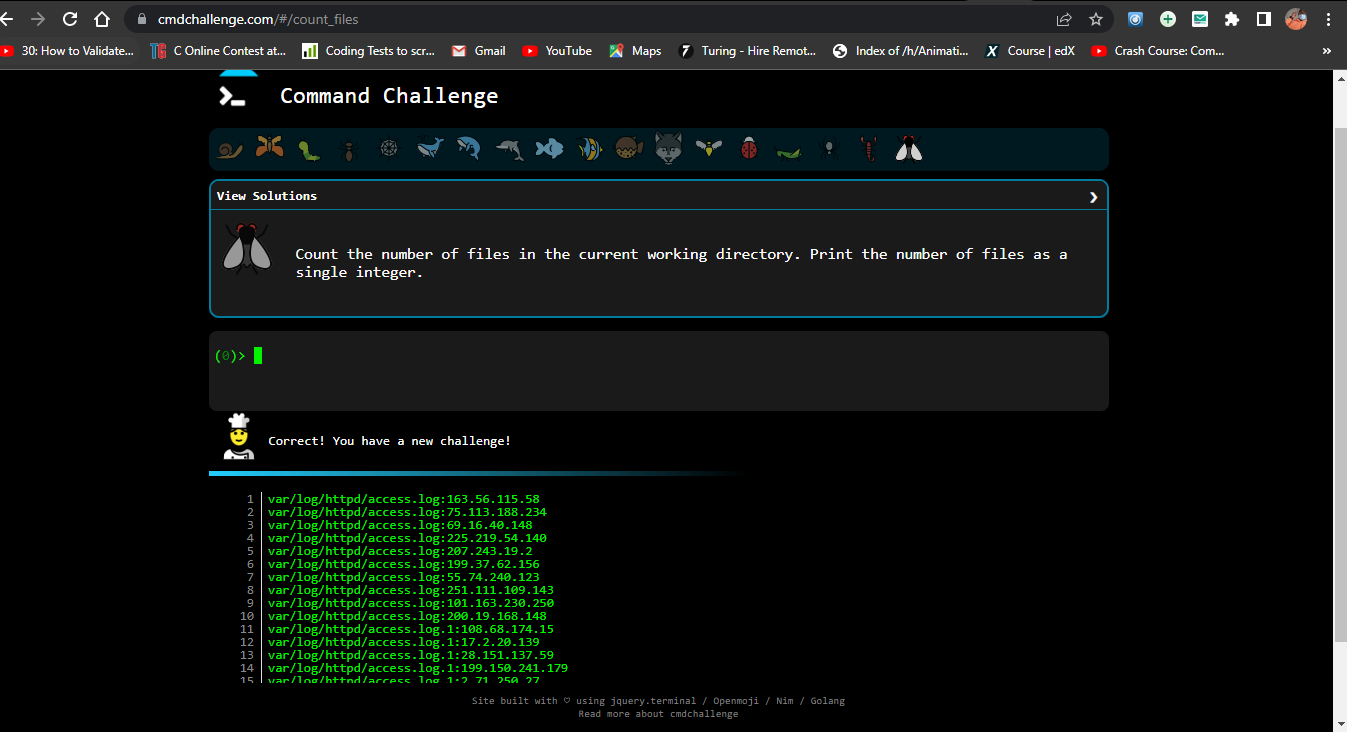 cmdchallenge.com/#/count_files
30: How to Validate...
TG C Online Contest at...
Coding Tests to scr...
Gmail
YouTube
Maps
7 Turing - Hire Remot...
Index of /h/Animati...
X Course | edX
Crash Course: Com...
»
>_ Command Challenge
View Solutions ❯
Count the number of files in the current working directory. Print the number of files as a
single integer.
(0)>
Correct! You have a new challenge!
1 var/log/httpd/access.log:163.56.115.58
2 var/log/httpd/access.log:75.113.188.234
3 var/log/httpd/access.log:69.16.40.148
4 var/log/httpd/access.log:225.219.54.140
5 var/log/httpd/access.log:207.243.19.2
6 var/log/httpd/access.log:199.37.62.156
7 var/log/httpd/access.log:55.74.240.123
8 var/log/httpd/access.log:251.111.109.143
9 var/log/httpd/access.log:101.163.230.250
10 var/log/httpd/access.log:200.19.168.148
11 var/log/httpd/access.log.1:108.68.174.15
12 var/log/httpd/access.log.1:17.2.20.139
13 var/log/httpd/access.log.1:28.151.137.59
14 var/log/httpd/access.log.1:199.150.241.179
15 var/log/httpd/access.log.1:2.71.250.27
Site built with ♡ using jquery.terminal / Openmoji / Nim / Golang
Read more about cmdchallenge